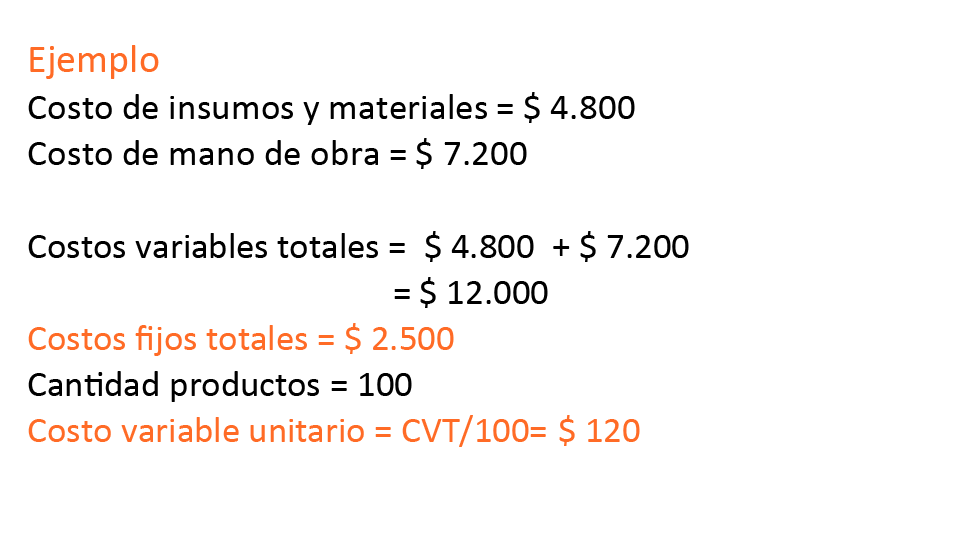 Ejemplo
Costo de insumos y materiales = $ 4.800
Costo de mano de obra = $ 7.200
Costos variables totales =  $ 4.800  + $ 7.200
= $ 12.000
Costos fijos totales = $ 2.500
Cantidad productos = 100
Costo variable unitario = CVT/100= $ 120